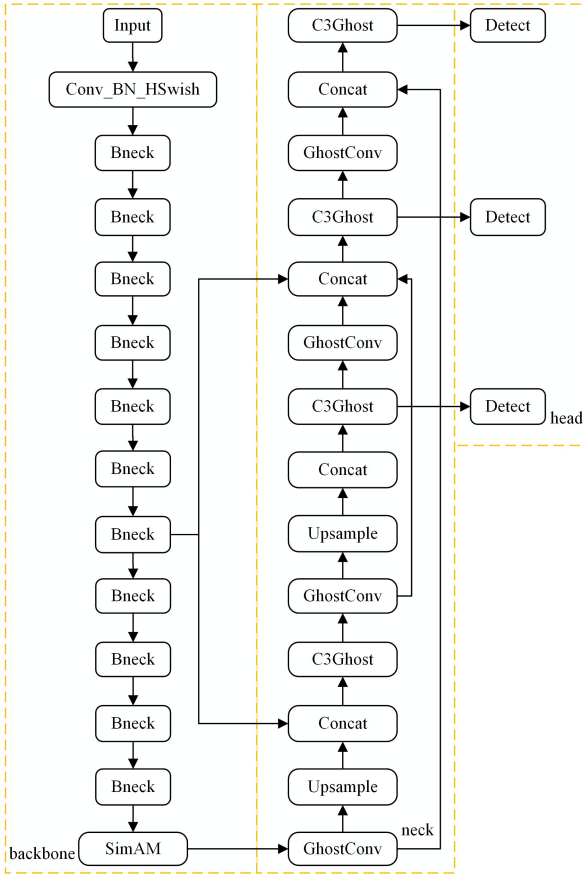 Input
Conv_BN_HSwish
Bneck
Bneck
Bneck
Bneck
Bneck
Bneck
Bneck
Bneck
Bneck
Bneck
Bneck
SimAM
backbone
C3Ghost
Concat
GhostConv
C3Ghost
Concat
GhostConv
C3Ghost
Concat
Upsample
GhostConv
C3Ghost
Concat
Upsample
GhostConv
neck
Detect
Detect
Detect
head